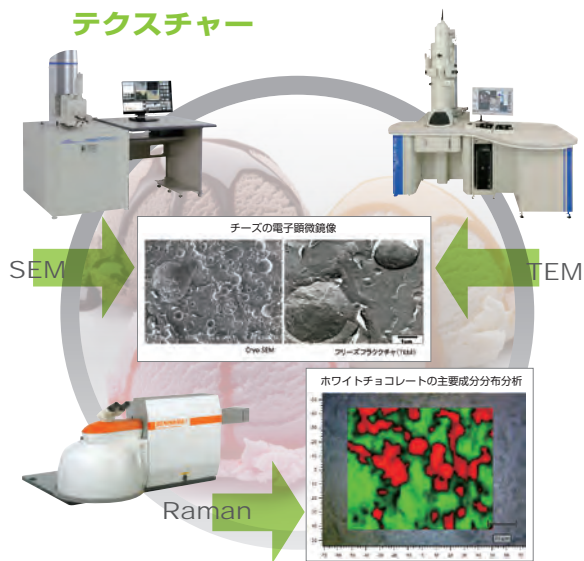 テクスチャー
チーズの電子顕微鏡像
SEM
TEM
Cryo SEM
フリーズフラクチャ(TEM)
1μm
ホワイトチョコレートの主要成分分布分析
Raman